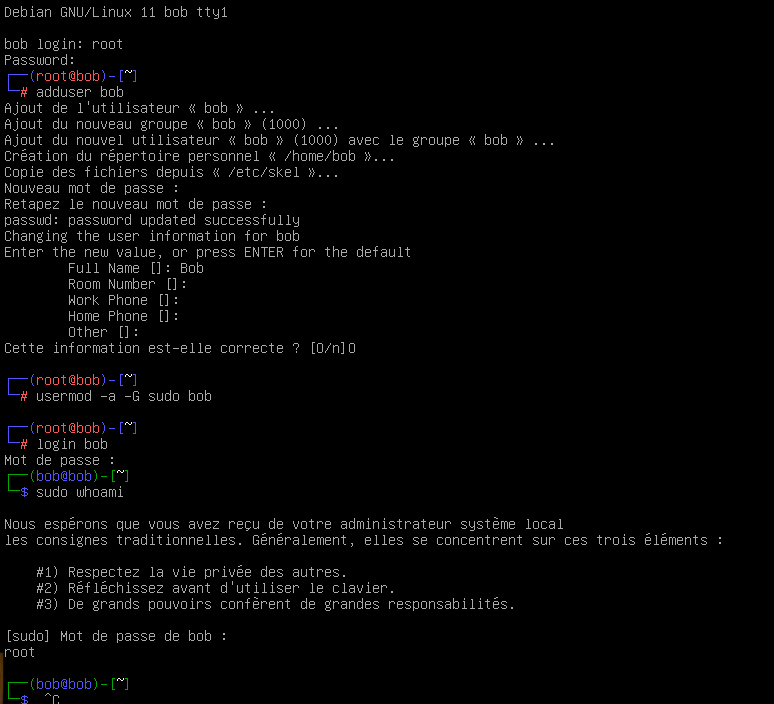 Debian GNU/Linux 11 bob tty1
bob login: root
Password:
┌──(root@bob)-[~]
└─# adduser bob
Ajout de l'utilisateur « bob » ...
Ajout du nouveau groupe « bob » (1000) ...
Ajout du nouvel utilisateur « bob » (1000) avec le groupe « bob » ...
Création du répertoire personnel « /home/bob »...
Copie des fichiers depuis « /etc/skel »...
Nouveau mot de passe :
Retapez le nouveau mot de passe :
passwd: password updated successfully
Changing the user information for bob
Enter the new value, or press ENTER for the default
Full Name []: Bob
Room Number []:
Work Phone []:
Home Phone []:
Other []:
Cette information est-elle correcte ? [O/n]O
┌──(root@bob)-[~]
└─# usermod -a -G sudo bob
┌──(root@bob)-[~]
└─# login bob
Mot de passe :
┌──(bob@bob)-[~]
└─$ sudo whoami
Nous espérons que vous avez reçu de votre administrateur système local
les consignes traditionnelles. Généralement, elles se concentrent sur ces trois éléments :
#1) Respectez la vie privée des autres.
#2) Réfléchissez avant d'utiliser le clavier.
#3) De grands pouvoirs confèrent de grandes responsabilités.
[sudo] Mot de passe de bob :
root
┌──(bob@bob)-[~]
└─$ ^C